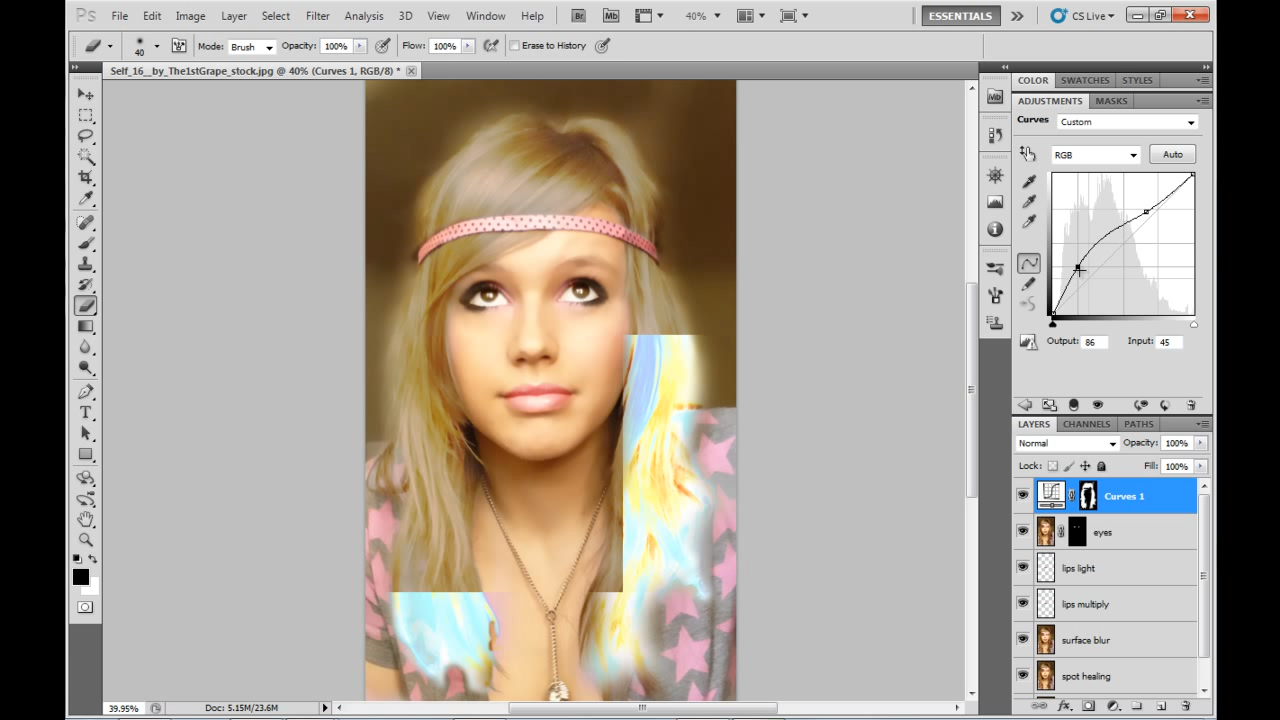 Ps File Edit Image Layer Select Filter Analysis 3D View Window Help Br Mb 40% ESSENTIALS CS Live
40 Mode: Brush Opacity: 100% Flow: 100% Erase to History
Self_16__by_The1stGrape_stock.jpg @ 40% (Curves 1, RGB/8) *
COLOR SWATCHES STYLES
Mb
ADJUSTMENTS MASKS
Curves Custom
RGB Auto
Output: 86 Input: 45
LAYERS CHANNELS PATHS
Normal Opacity: 100%
Lock: Fill: 100%
Curves 1
eyes
lips light
lips multiply
surface blur
spot healing
39.95% Doc: 5.15M/23.6M